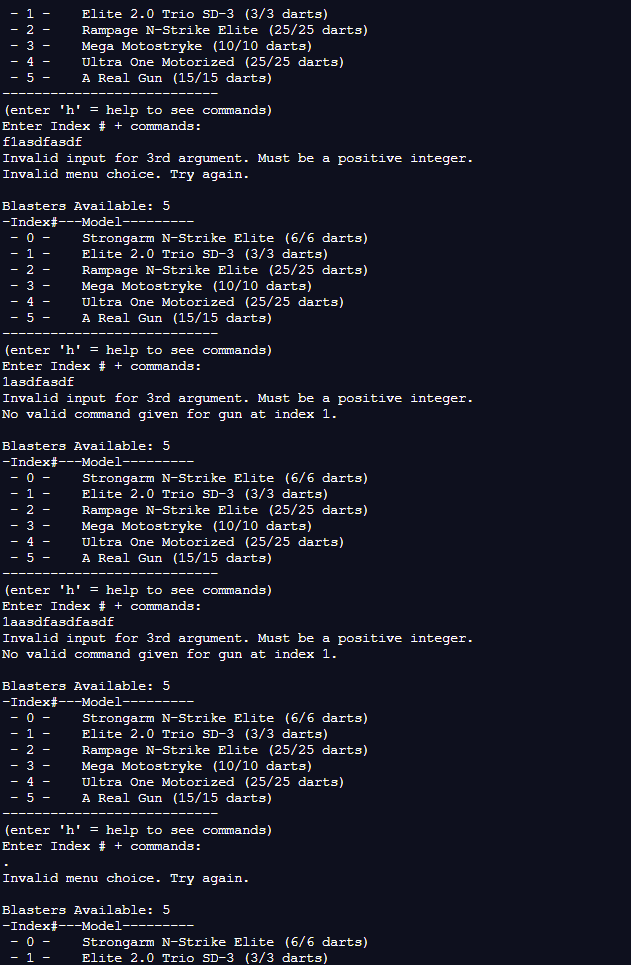 - 1 -    Elite 2.0 Trio SD-3 (3/3 darts)
- 2 -    Rampage N-Strike Elite (25/25 darts)
- 3 -    Mega Motostryke (10/10 darts)
- 4 -    Ultra One Motorized (25/25 darts)
- 5 -    A Real Gun (15/15 darts)
---------------------------
(enter 'h' = help to see commands)
Enter Index # + commands:
f1asdfasdf
Invalid input for 3rd argument. Must be a positive integer.
Invalid menu choice. Try again.

Blasters Available: 5
-Index#---Model---------
- 0 -    Strongarm N-Strike Elite (6/6 darts)
- 1 -    Elite 2.0 Trio SD-3 (3/3 darts)
- 2 -    Rampage N-Strike Elite (25/25 darts)
- 3 -    Mega Motostryke (10/10 darts)
- 4 -    Ultra One Motorized (25/25 darts)
- 5 -    A Real Gun (15/15 darts)
---------------------------
(enter 'h' = help to see commands)
Enter Index # + commands:
1asdfasdf
Invalid input for 3rd argument. Must be a positive integer.
No valid command given for gun at index 1.

Blasters Available: 5
-Index#---Model---------
- 0 -    Strongarm N-Strike Elite (6/6 darts)
- 1 -    Elite 2.0 Trio SD-3 (3/3 darts)
- 2 -    Rampage N-Strike Elite (25/25 darts)
- 3 -    Mega Motostryke (10/10 darts)
- 4 -    Ultra One Motorized (25/25 darts)
- 5 -    A Real Gun (15/15 darts)
---------------------------
(enter 'h' = help to see commands)
Enter Index # + commands:
1aasdfasdfasdf
Invalid input for 3rd argument. Must be a positive integer.
No valid command given for gun at index 1.

Blasters Available: 5
-Index#---Model---------
- 0 -    Strongarm N-Strike Elite (6/6 darts)
- 1 -    Elite 2.0 Trio SD-3 (3/3 darts)
- 2 -    Rampage N-Strike Elite (25/25 darts)
- 3 -    Mega Motostryke (10/10 darts)
- 4 -    Ultra One Motorized (25/25 darts)
- 5 -    A Real Gun (15/15 darts)
---------------------------
(enter 'h' = help to see commands)
Enter Index # + commands:
.
Invalid menu choice. Try again.

Blasters Available: 5
-Index#---Model---------
- 0 -    Strongarm N-Strike Elite (6/6 darts)
- 1 -    Elite 2.0 Trio SD-3 (3/3 darts)